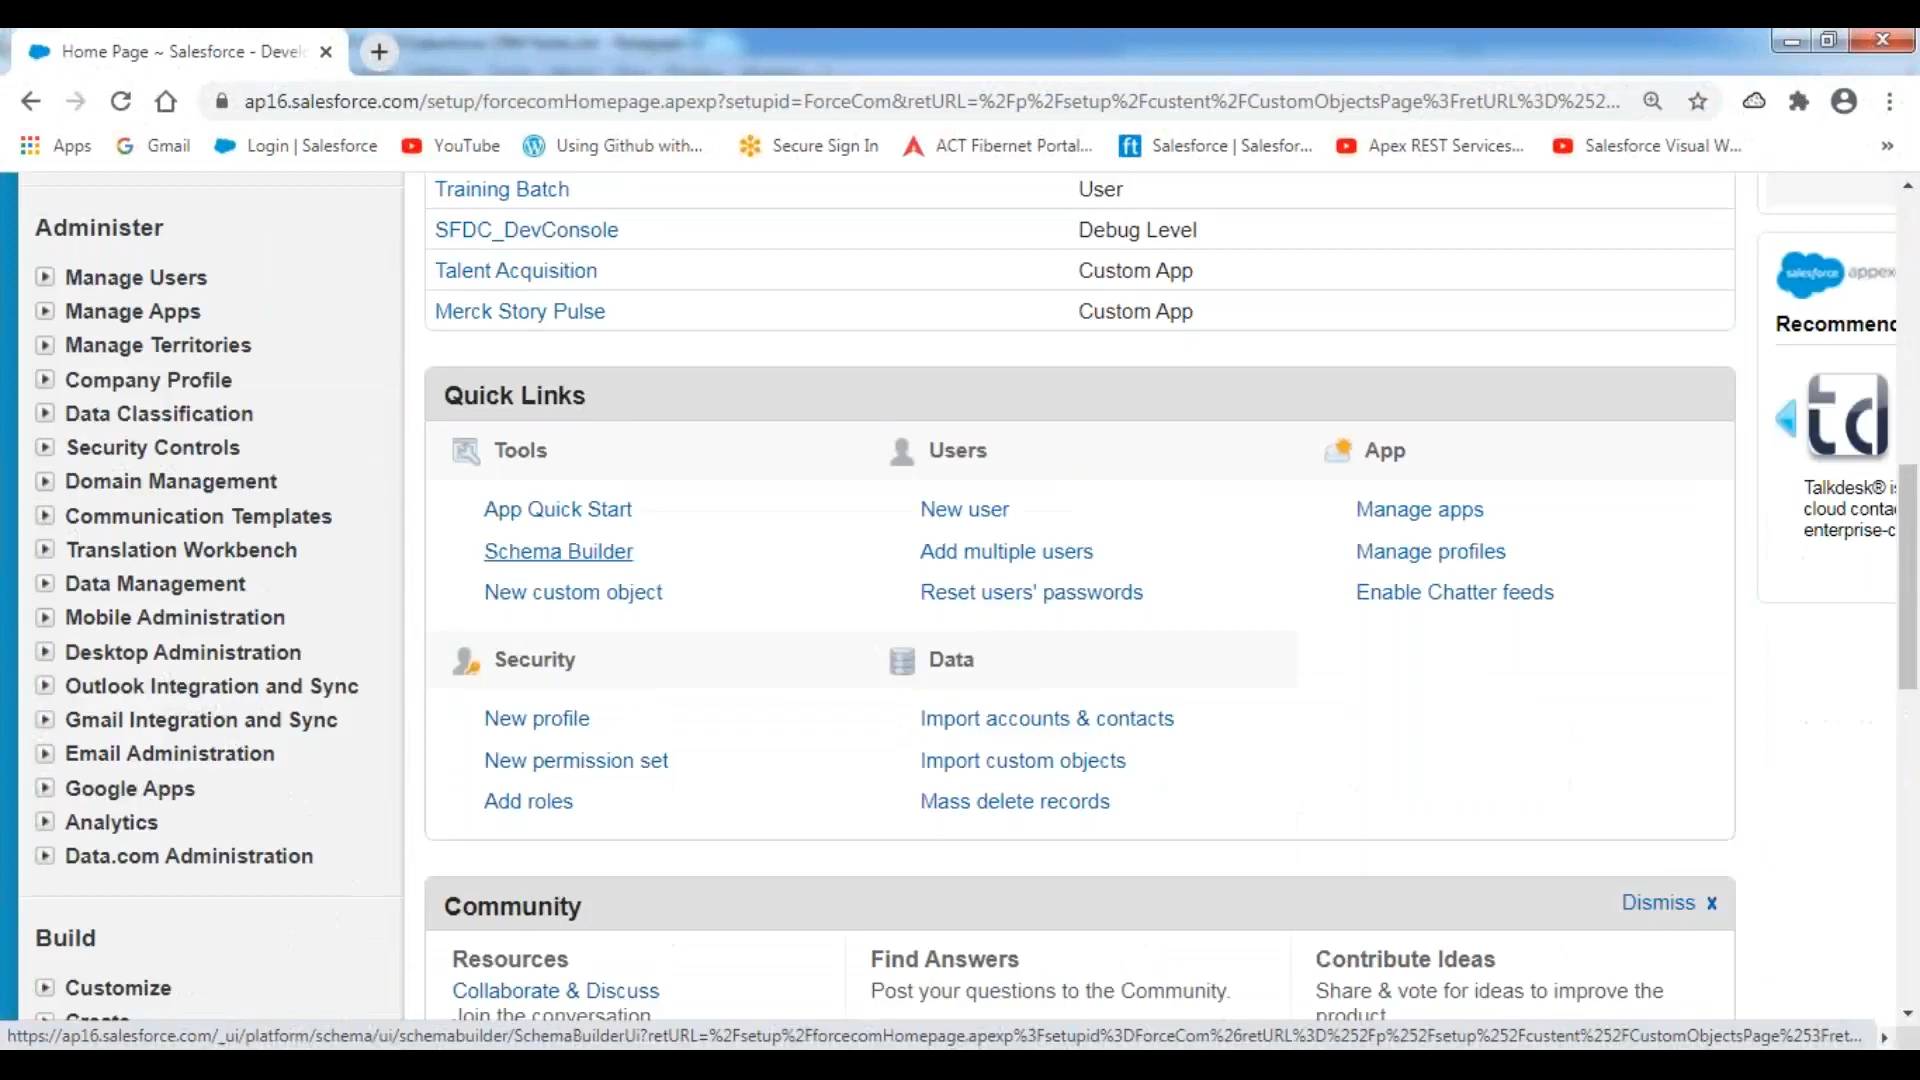 Home Page ~ Salesforce - Devel
ap16.salesforce.com/setup/forcecomHomepage.apexp?setupid=ForceCom&retURL=%2Fp%2Fsetup%2Fcustent%2FCustomObjectsPage%3FretURL%3D%252...
Apps Gmail Login | Salesforce YouTube Using Github with... Secure Sign In ACT Fibernet Portal... ft Salesforce | Salesfor... Apex REST Services... Salesforce Visual W... »
Training Batch User
SFDC_DevConsole Debug Level
Talent Acquisition Custom App
Merck Story Pulse Custom App
Administer
Manage Users
Manage Apps
Manage Territories
Company Profile
Data Classification
Security Controls
Domain Management
Communication Templates
Translation Workbench
Data Management
Mobile Administration
Desktop Administration
Outlook Integration and Sync
Gmail Integration and Sync
Email Administration
Google Apps
Analytics
Data.com Administration
Build
Customize
Quick Links
Tools Users App
App Quick Start New user Manage apps
Schema Builder Add multiple users Manage profiles
New custom object Reset users' passwords Enable Chatter feeds
Security Data
New profile Import accounts & contacts
New permission set Import custom objects
Add roles Mass delete records
Community Dismiss x
Resources Find Answers Contribute Ideas
Collaborate & Discuss Post your questions to the Community. Share & vote for ideas to improve the
Join the conversation product
salesforce appex
Recommenc
td
Talkdesk® is
cloud conta
enterprise-c
https://ap16.salesforce.com/_ui/platform/schema/ui/schemabuilder/SchemaBuilderUi?retURL=%2Fsetup%2FforcecomHomepage.apexp%3Fsetupid%3DForceCom%26retURL%3D%252Fp%252Fsetup%252Fcustent%252FCustomObjectsPage%253Fret...